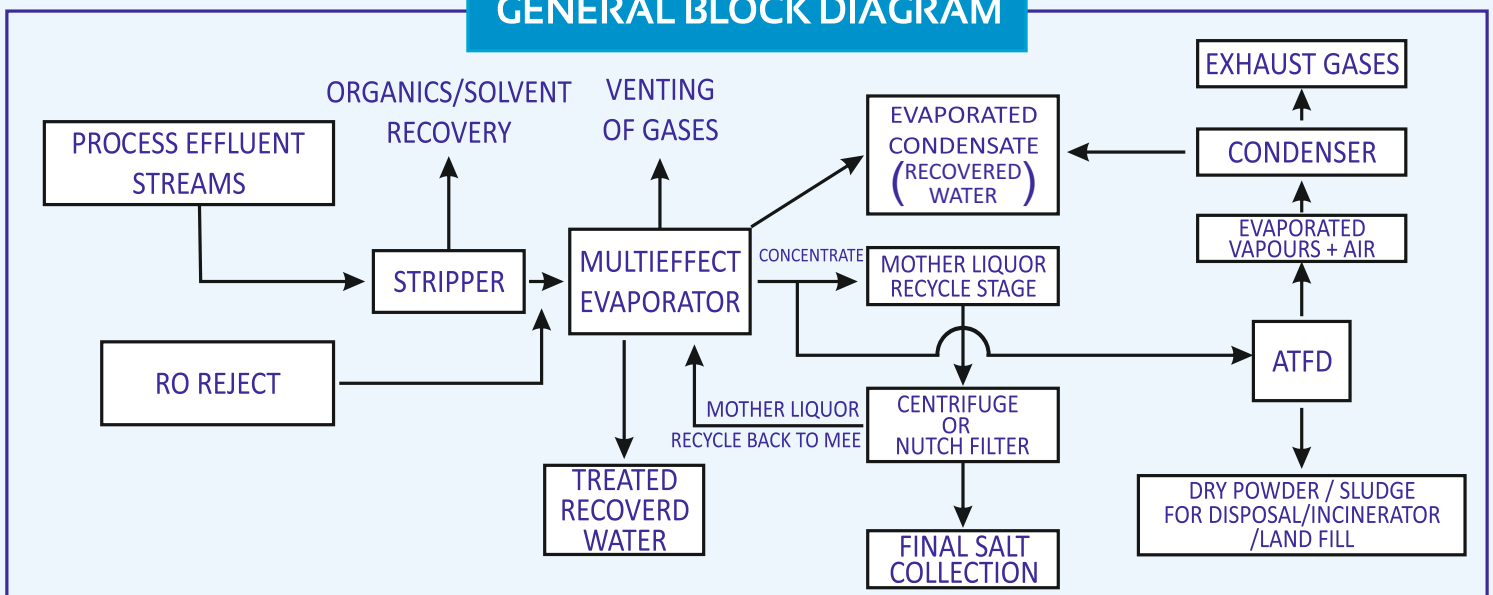 GENERAL BLOCK DIAGRAM
EXHAUST GASES
ORGANICS/SOLVENT
RECOVERY
VENTING
OF GASES
PROCESS EFFLUENT
STREAMS
EVAPORATED
CONDENSATE
(RECOVERED
WATER)
CONDENSER
EVAPORATED
VAPOURS + AIR
STRIPPER
MULTIEFFECT
EVAPORATOR
CONCENTRATE
MOTHER LIQUOR
RECYCLE STAGE
RO REJECT
ATFD
MOTHER LIQUOR
RECYCLE BACK TO MEE
CENTRIFUGE
OR
NUTCH FILTER
TREATED
RECOVERD
WATER
FINAL SALT
COLLECTION
DRY POWDER / SLUDGE
FOR DISPOSAL/INCINERATOR
/LAND FILL